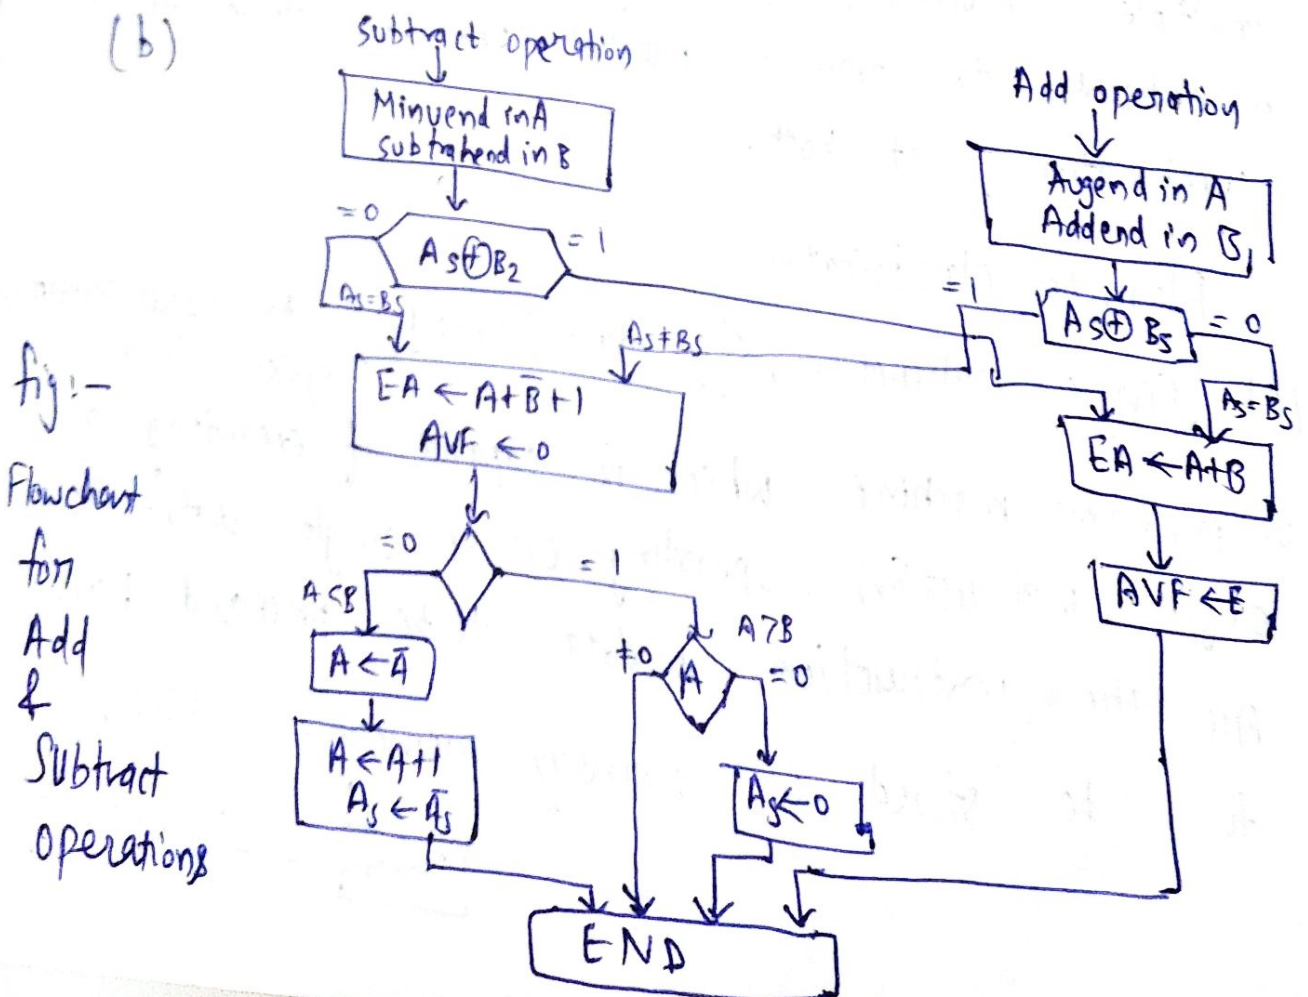 (b)
Subtract operation
Minuend in A
subtrahend in B
=0
As⊕B2
=1
As=Bs
Add operation
Augend in A
Addend in B,
=1
As⊕Bs
=0
As≠Bs
As=Bs
fig:-
Flowchart
for
Add
&
Subtract
operations
EA←A+B̅+1
AVF←0
EA←A+B
AVF←E
=0
=1
A<B
A←A̅
A>B
≠0
A
=0
A←A+1
As←A̅s
As←0
END